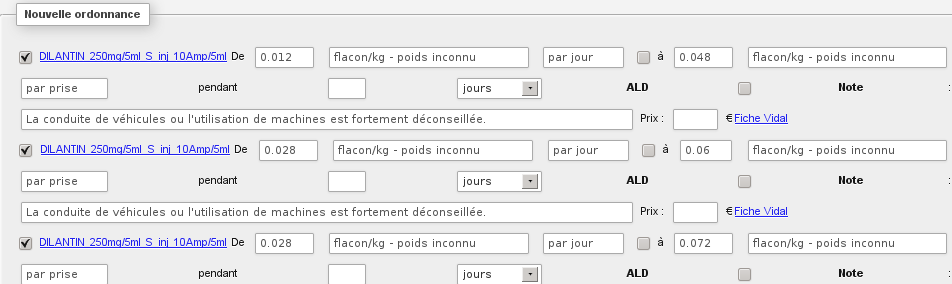 Nouvelle ordonnance
DILANTIN 250mg/5ml S inj 10Amp/5ml De 0.012 flacon/kg - poids inconnu par jour à 0.048 flacon/kg - poids inconnu
par prise pendant jours ALD Note :
La conduite de véhicules ou l'utilisation de machines est fortement déconseillée. Prix : € Fiche Vidal
DILANTIN 250mg/5ml S inj 10Amp/5ml De 0.028 flacon/kg - poids inconnu par jour à 0.06 flacon/kg - poids inconnu
par prise pendant jours ALD Note :
La conduite de véhicules ou l'utilisation de machines est fortement déconseillée. Prix : € Fiche Vidal
DILANTIN 250mg/5ml S inj 10Amp/5ml De 0.028 flacon/kg - poids inconnu par jour à 0.072 flacon/kg - poids inconnu
par prise pendant jours ALD Note :